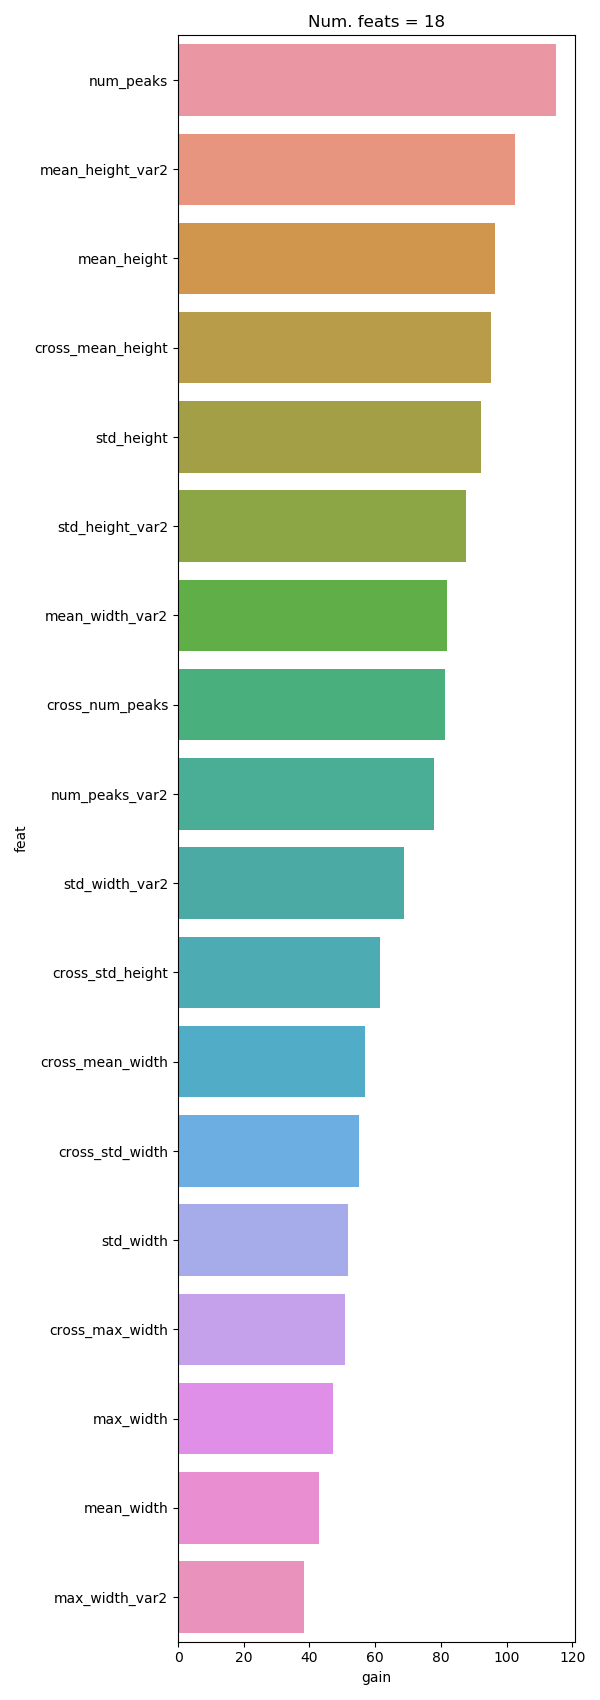 Num. feats = 18
num_peaks
mean_height_var2
mean_height
cross_mean_height
std_height
std_height_var2
mean_width_var2
cross_num_peaks
num_peaks_var2
feat
std_width_var2
cross_std_height
cross_mean_width
cross_std_width
std_width
cross_max_width
max_width
mean_width
max_width_var2
0 20 40 60 80 100 120
gain